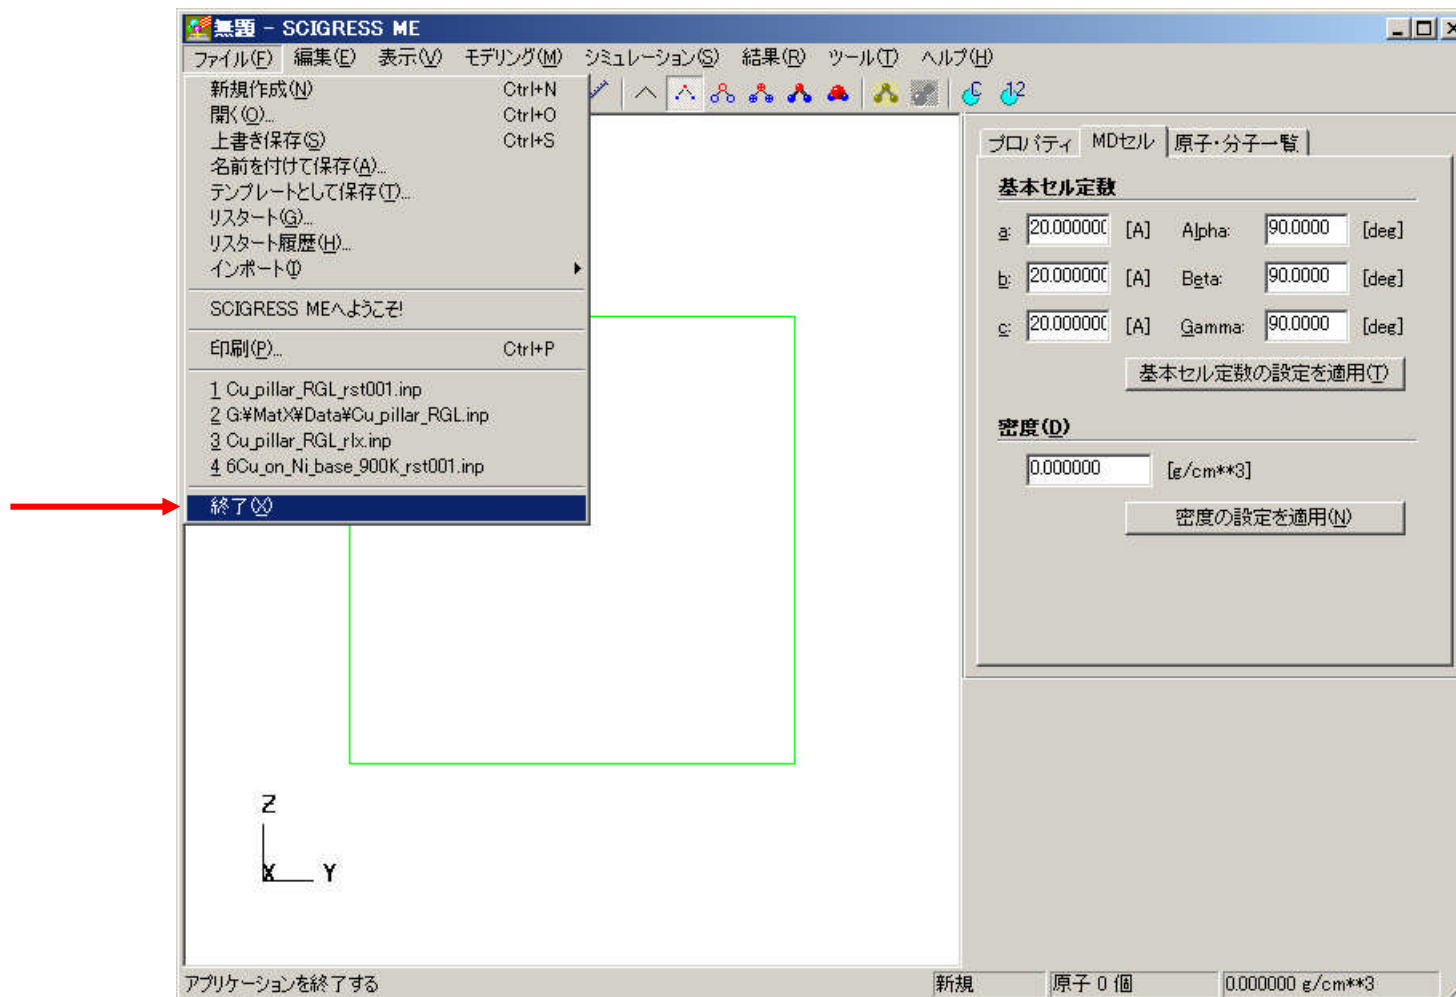 無題 - SCIGRESS ME
ファイル(F) 編集(E) 表示(V) モデリング(M) シミュレーション(S) 結果(R) ツール(T) ヘルプ(H)
新規作成(N) Ctrl+N
開く(O)... Ctrl+O
上書き保存(S) Ctrl+S
名前を付けて保存(A)...
テンプレートとして保存(T)...
リスタート(G)...
リスタート履歴(H)...
インポート(I)
SCIGRESS MEへようこそ!
印刷(P)... Ctrl+P
1 Cu_pillar_RGL_rst001.inp
2 G:¥MatX¥Data¥Cu_pillar_RGL.inp
3 Cu_pillar_RGL_rlx.inp
4 6Cu_on_Ni_base_900K_rst001.inp
終了(X)
C 12
プロパティ MDセル 原子・分子一覧
基本セル定数
a: 20.000000 [A] Alpha: 90.0000 [deg]
b: 20.000000 [A] Beta: 90.0000 [deg]
c: 20.000000 [A] Gamma: 90.0000 [deg]
基本セル定数の設定を適用(T)
密度(D)
0.000000 [g/cm**3]
密度の設定を適用(N)
Z
X Y
アプリケーションを終了する 新規 原子 0 個 0.000000 g/cm**3